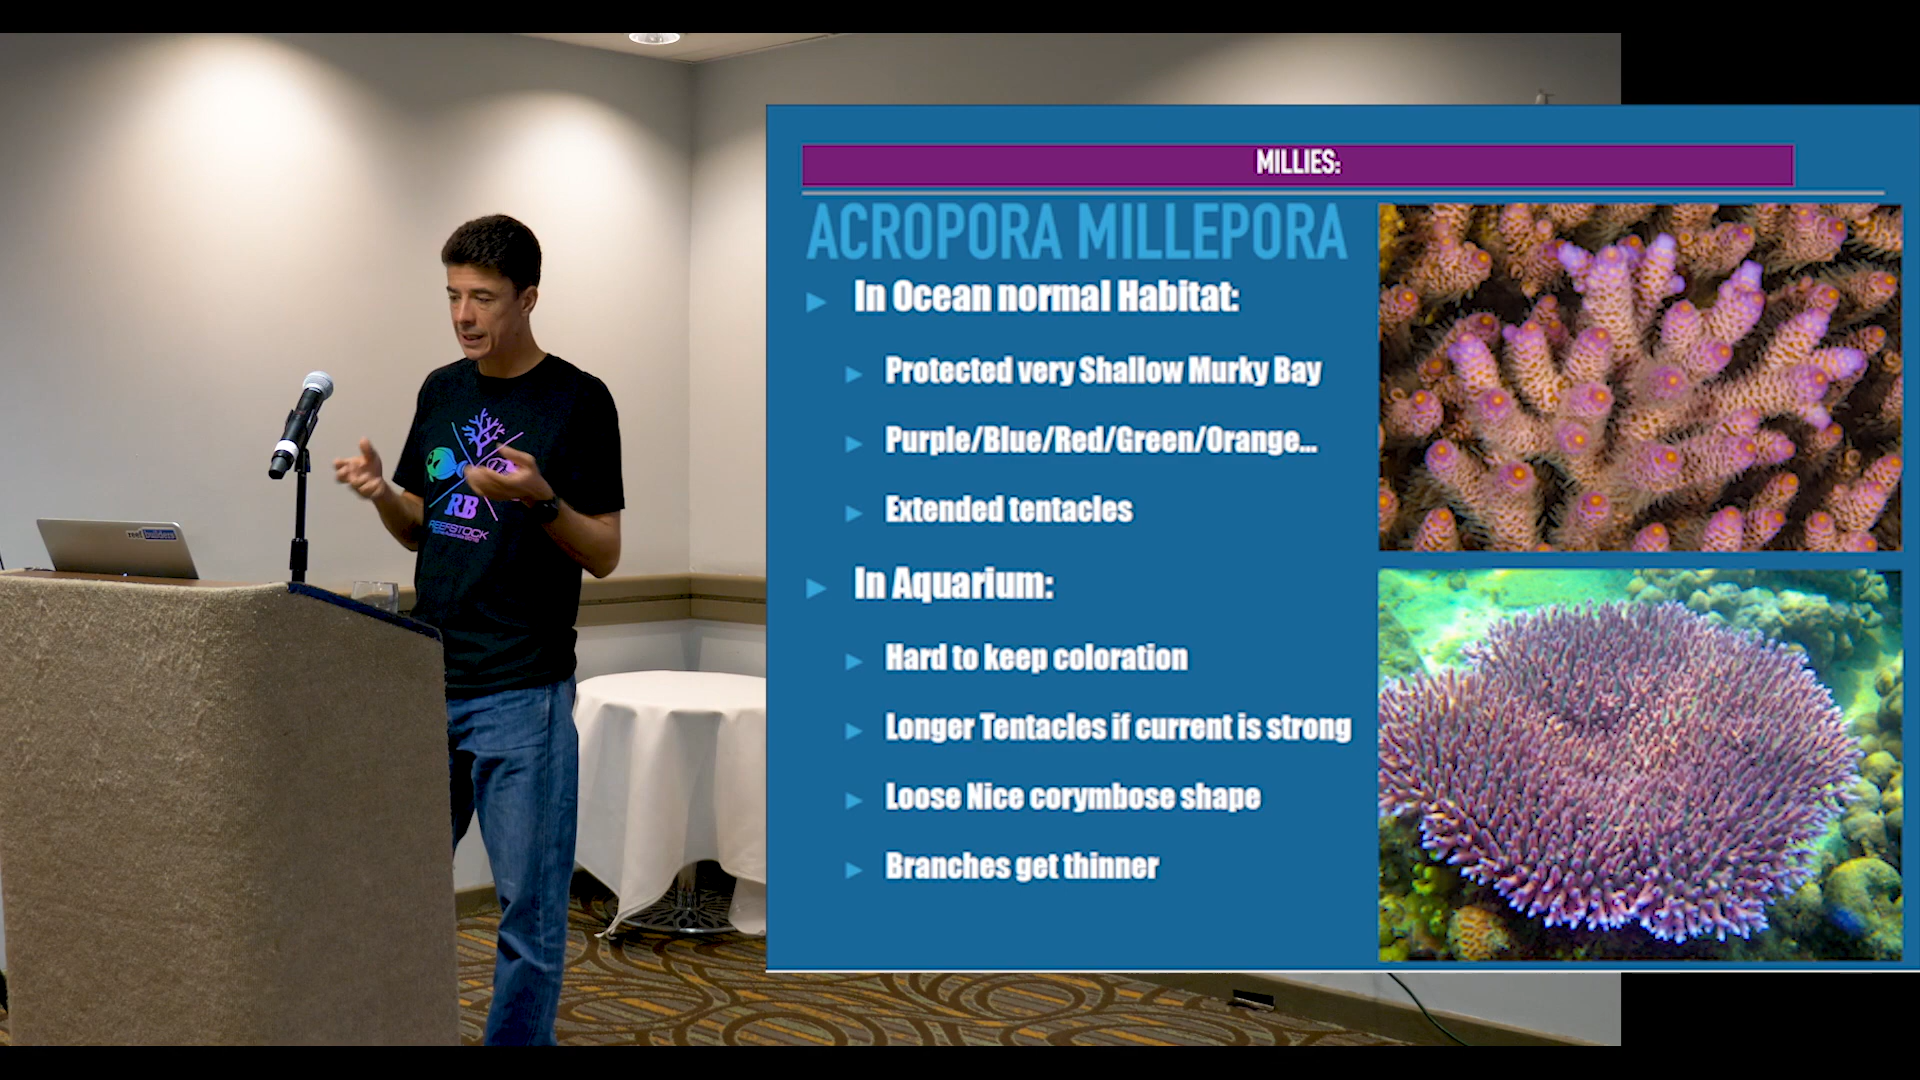 MILLIES:
ACROPORA MILLEPORA
In Ocean normal Habitat:
Protected very Shallow Murky Bay
Purple/Blue/Red/Green/Orange...
Extended tentacles
In Aquarium:
Hard to keep coloration
Longer Tentacles if current is strong
Loose Nice corymbose shape
Branches get thinner
RB
REEFSTOCK
reef builders